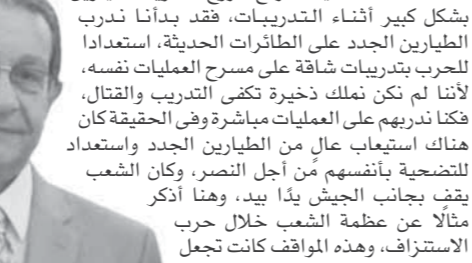 بشكل كبير أثناء التدريبات، فقد بدأنا ندرب
الطيارين الجدد على الطائرات الحديثة، استعدادا
للحرب بتدريبات شاقة على مسرح العمليات نفسه،
لأننا لم نكن نملك ذخيرة تكفى التدريب والقتال،
فكنا ندربهم على العمليات مباشرة وفى الحقيقة كان
هناك استيعاب عالٍ من الطيارين الجدد واستعداد
للتضحية بأنفسهم من أجل النصر، وكان الشعب
يقف بجانب الجيش يدًا بيد، وهنا أذكر
مثالًا عن عظمة الشعب خلال حرب
الاستنزاف، وهذه المواقف كانت تجعل